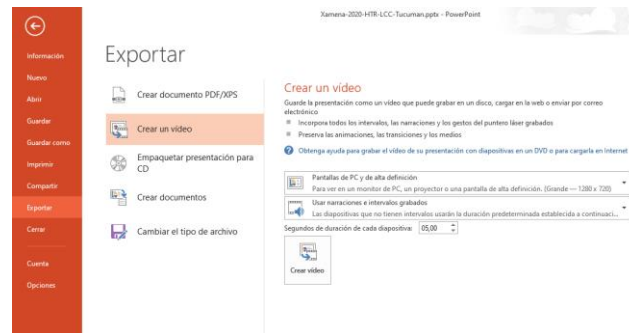 Xamena-2020-HTR-LCC-Tucuman.pptx - PowerPoint
Información
Nuevo
Abrir
Guardar
Guardar como
Imprimir
Compartir
Exportar
Cerrar
Cuenta
Opciones
Exportar
Crear documento PDF/XPS
Crear un vídeo
Empaquetar presentación para
CD
Crear documentos
Cambiar el tipo de archivo
Crear un vídeo
Guarde la presentación como un vídeo que puede grabar en un disco, cargar en la web o enviar por correo
electrónico
Incorpora todos los intervalos, las narraciones y los gestos del puntero láser grabados
Preserva las animaciones, las transiciones y los medios
Obtenga ayuda para grabar el vídeo de su presentación con diapositivas en un DVD o para cargarla en Internet
Pantallas de PC y de alta definición
Para ver en un monitor de PC, un projector o una pantalla de alta definición. (Grande — 1280 x 720)
Usar narraciones e intervalos grabados
Las diapositivas que no tienen intervalos usarán la duración predeterminada establecida a continuaci...
Segundos de duración de cada diapositiva: 05,00
Crear vídeo